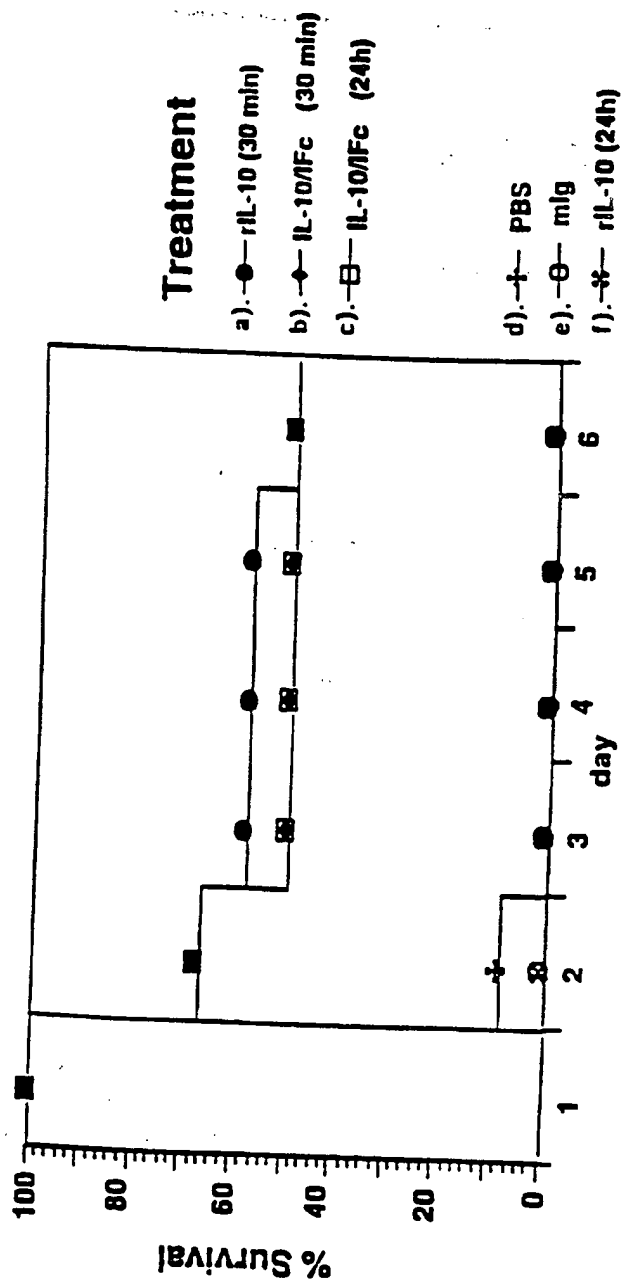 Treatment
a). rIL-10 (30 min)
b). IL-10/IFc (30 min)
c). IL-10/IFc (24h)
d). PBS
e). mIg
f). rIL-10 (24h)
% Survival
100
80
60
40
20
0
1
2
3
4
5
6
day